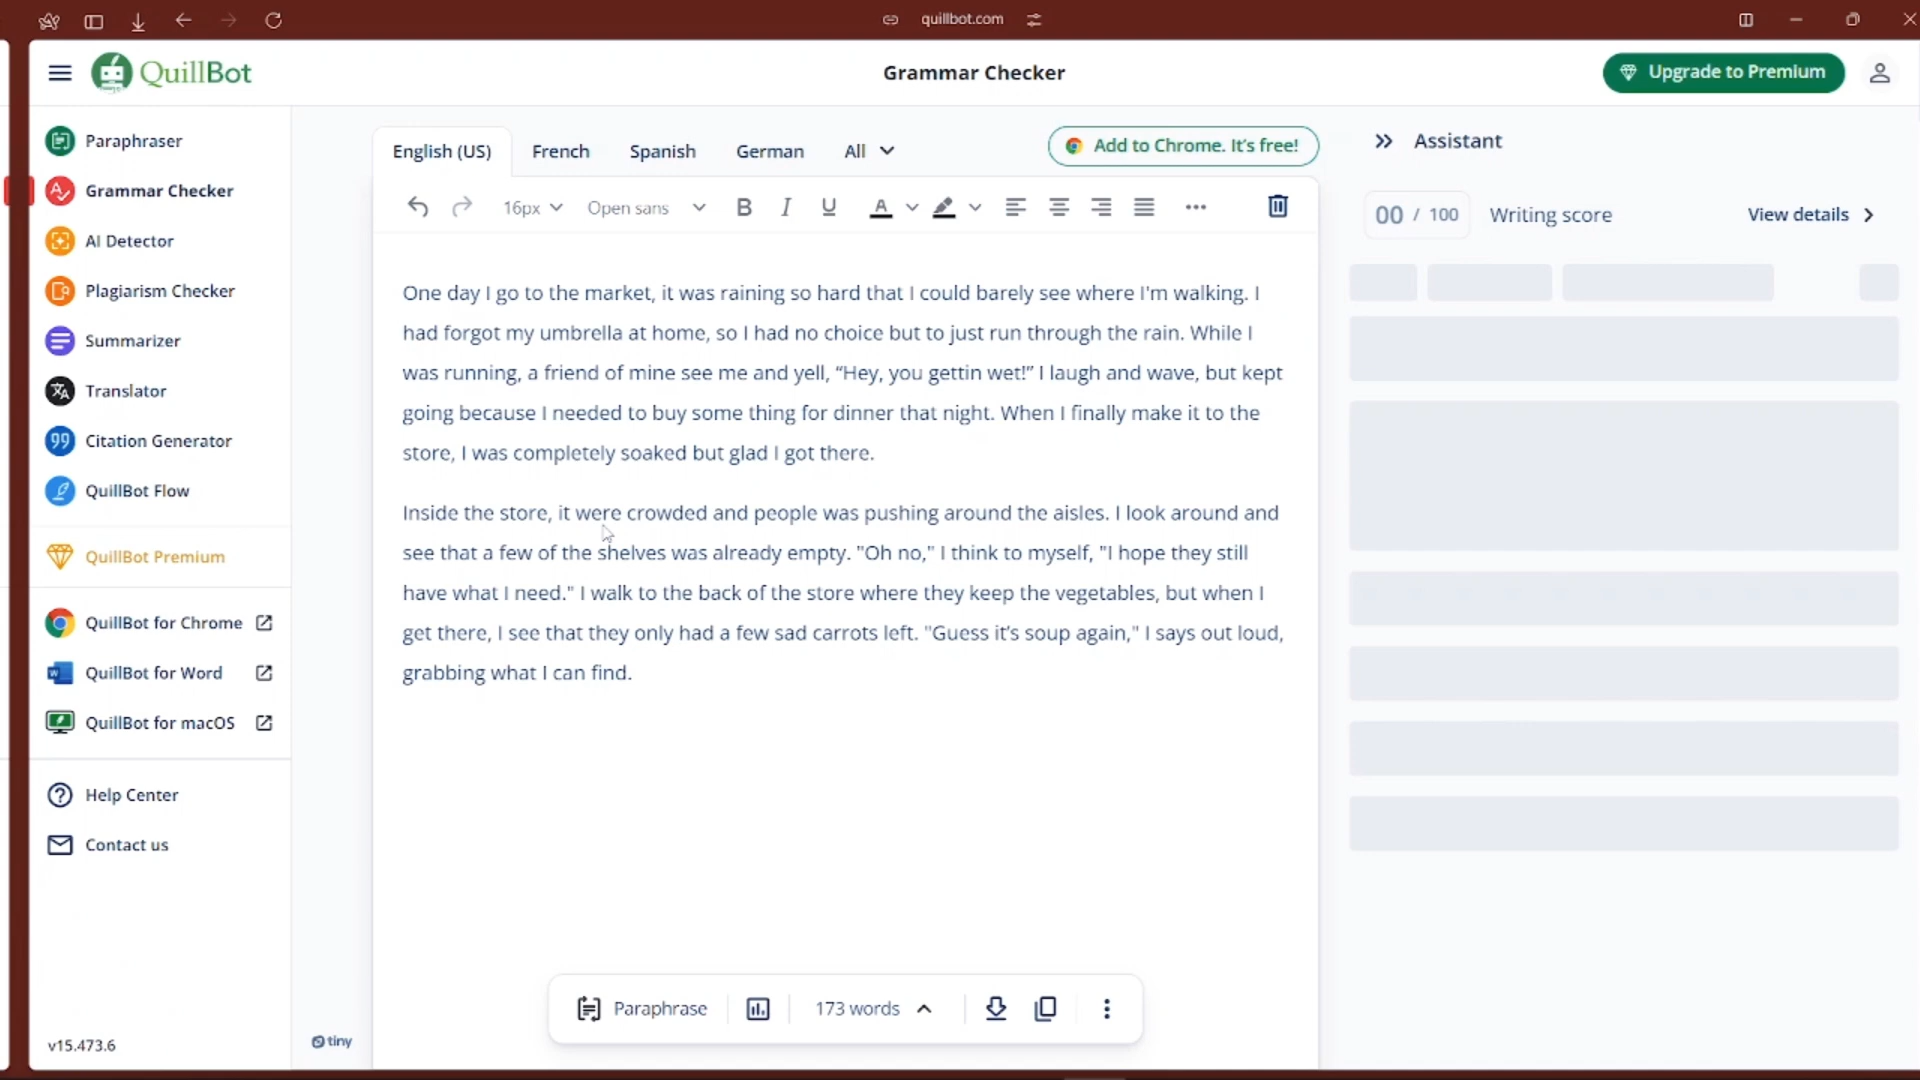 quillbot.com
QuillBot
Grammar Checker
Upgrade to Premium
Paraphraser
Grammar Checker
AI Detector
Plagiarism Checker
Summarizer
Translator
Citation Generator
QuillBot Flow
QuillBot Premium
QuillBot for Chrome
QuillBot for Word
QuillBot for macOS
Help Center
Contact us
v15.473.6
English (US) French Spanish German All
Add to Chrome. It's free!
16px Open sans B I U A
One day I go to the market, it was raining so hard that I could barely see where I'm walking. I
had forgot my umbrella at home, so I had no choice but to just run through the rain. While I
was running, a friend of mine see me and yell, “Hey, you gettin wet!” I laugh and wave, but kept
going because I needed to buy some thing for dinner that night. When I finally make it to the
store, I was completely soaked but glad I got there.
Inside the store, it were crowded and people was pushing around the aisles. I look around and
see that a few of the shelves was already empty. "Oh no," I think to myself, "I hope they still
have what I need." I walk to the back of the store where they keep the vegetables, but when I
get there, I see that they only had a few sad carrots left. "Guess it's soup again," I says out loud,
grabbing what I can find.
Paraphrase 173 words
tiny
Assistant
00 / 100 Writing score View details